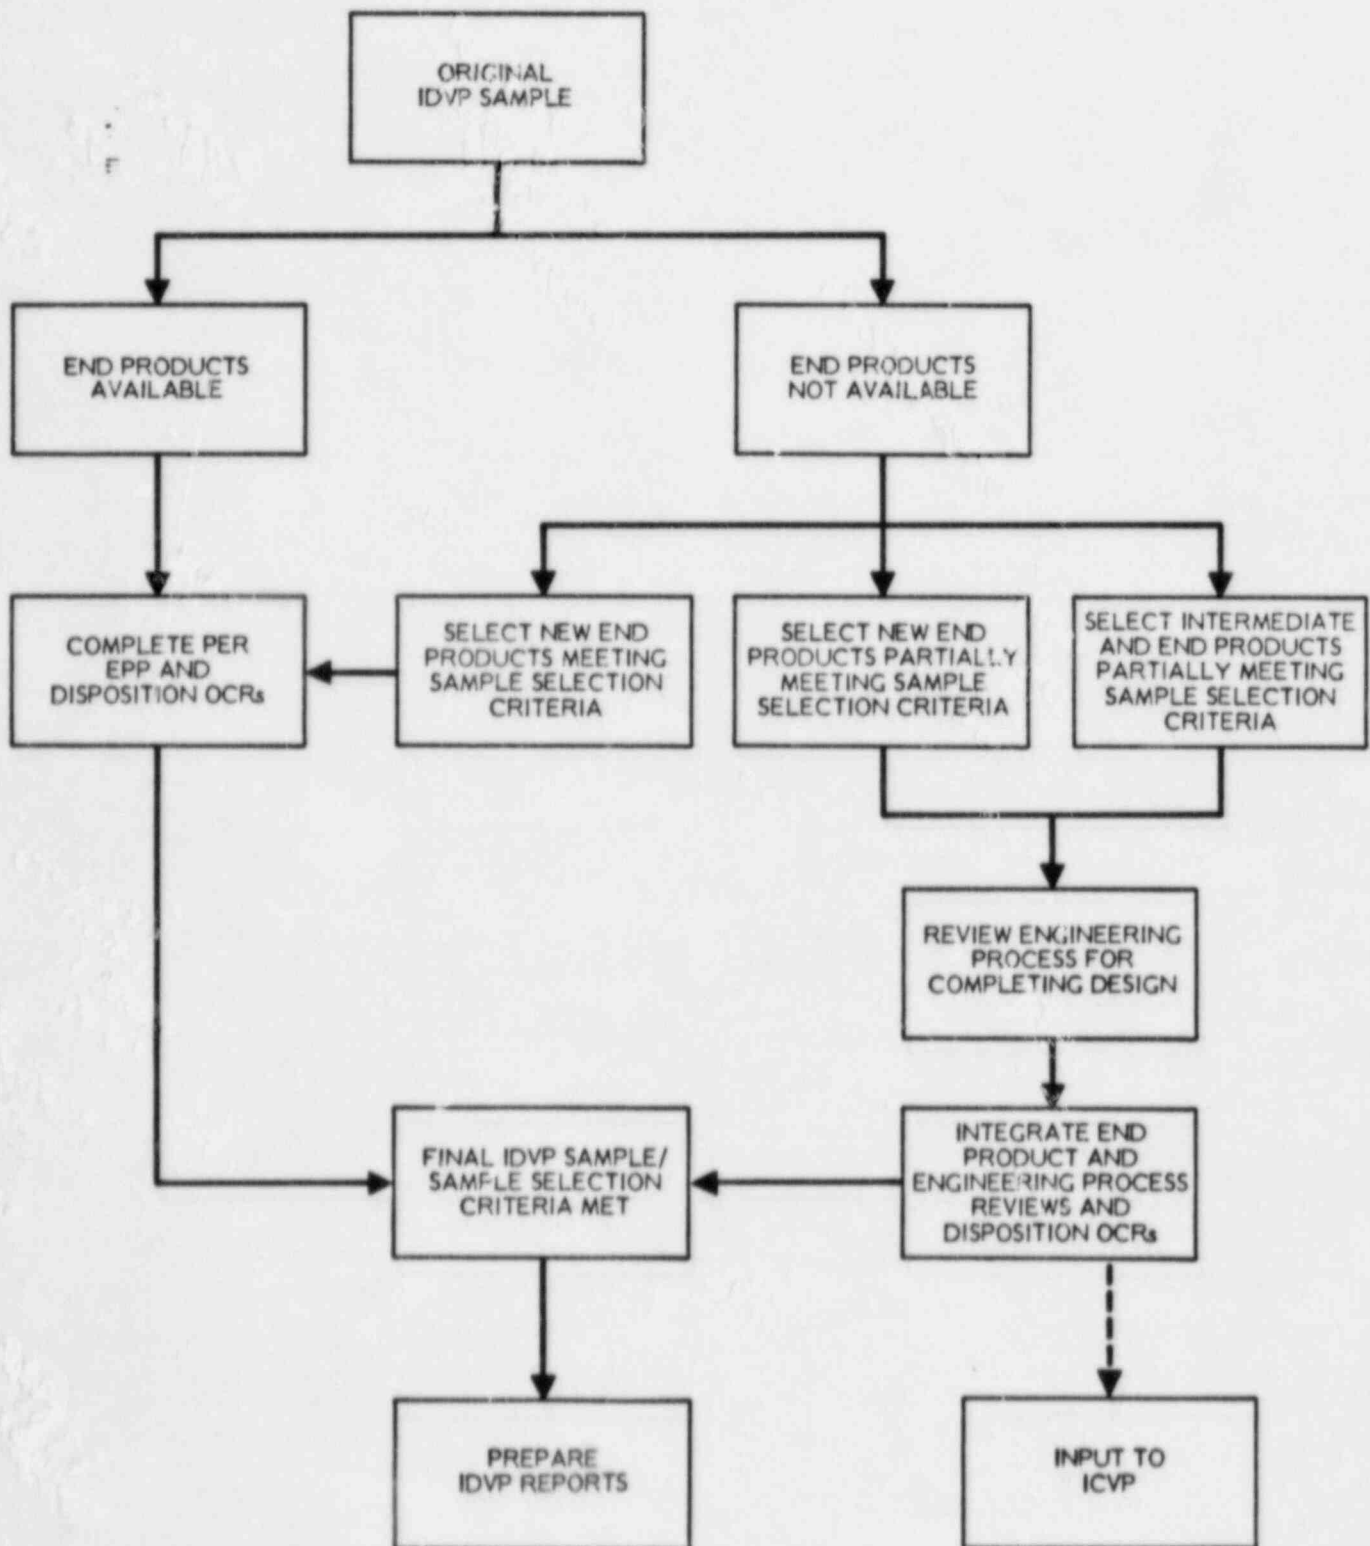 ORIGINAL
IDVP SAMPLE
END PRODUCTS
AVAILABLE
END PRODUCTS
NOT AVAILABLE
COMPLETE PER
EPP AND
DISPOSITION OCRs
SELECT NEW END
PRODUCTS MEETING
SAMPLE SELECTION
CRITERIA
SELECT NEW END
PRODUCTS PARTIALLY
MEETING SAMPLE
SELECTION CRITERIA
SELECT INTERMEDIATE
AND END PRODUCTS
PARTIALLY MEETING
SAMPLE SELECTION
CRITERIA
REVIEW ENGINEERING
PROCESS FOR
COMPLETING DESIGN
FINAL IDVP SAMPLE/
SAMPLE SELECTION
CRITERIA MET
INTEGRATE END
PRODUCT AND
ENGINEERING PROCESS
REVIEWS AND
DISPOSITION OCRs
PREPARE
IDVP REPORTS
INPUT TO
ICVP